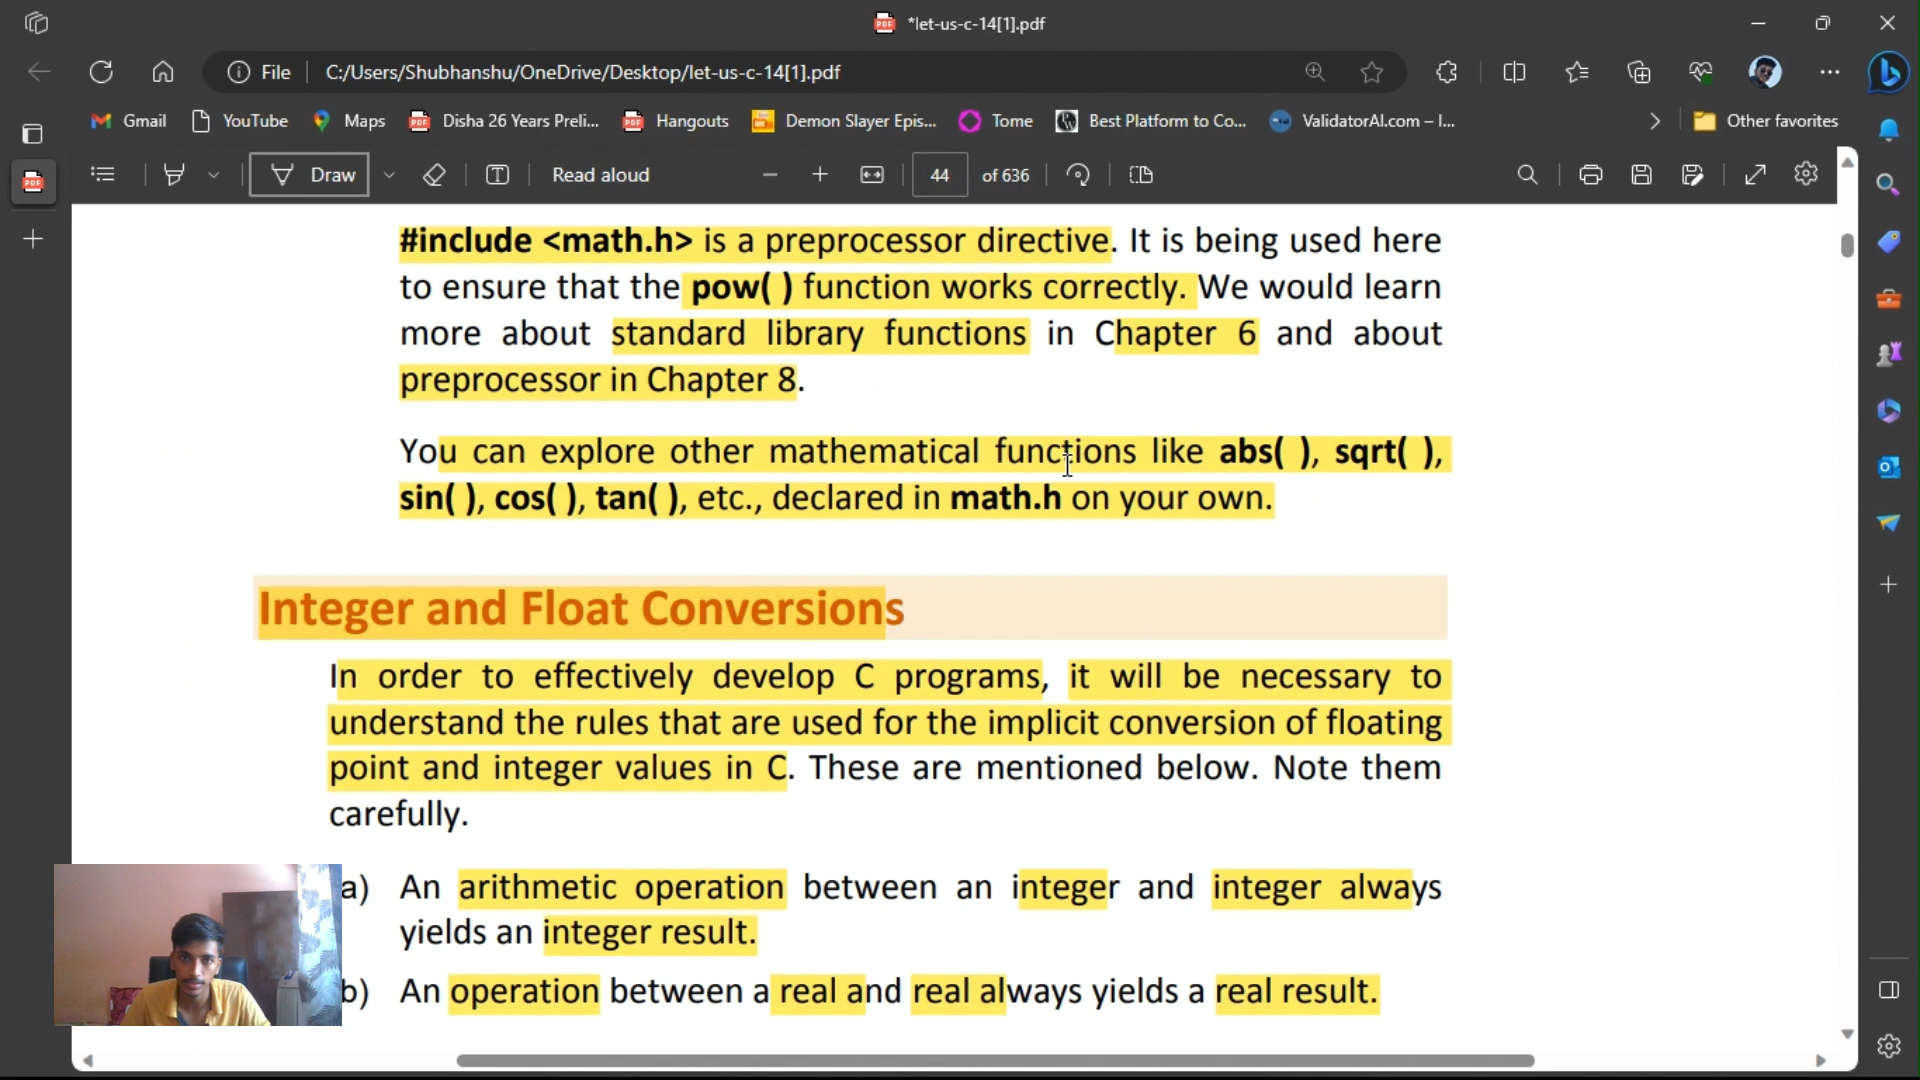 *let-us-c-14[1].pdf
File C:/Users/Shubhanshu/OneDrive/Desktop/let-us-c-14[1].pdf
Gmail YouTube Maps Disha 26 Years Preli... Hangouts Demon Slayer Epis... Tome Best Platform to Co... ValidatorAI.com – I... Other favorites
Draw Read aloud 44 of 636
#include <math.h> is a preprocessor directive. It is being used here
to ensure that the pow( ) function works correctly. We would learn
more about standard library functions in Chapter 6 and about
preprocessor in Chapter 8.
You can explore other mathematical functions like abs( ), sqrt( ),
sin( ), cos( ), tan( ), etc., declared in math.h on your own.
Integer and Float Conversions
In order to effectively develop C programs, it will be necessary to
understand the rules that are used for the implicit conversion of floating
point and integer values in C. These are mentioned below. Note them
carefully.
a) An arithmetic operation between an integer and integer always
yields an integer result.
b) An operation between a real and real always yields a real result.